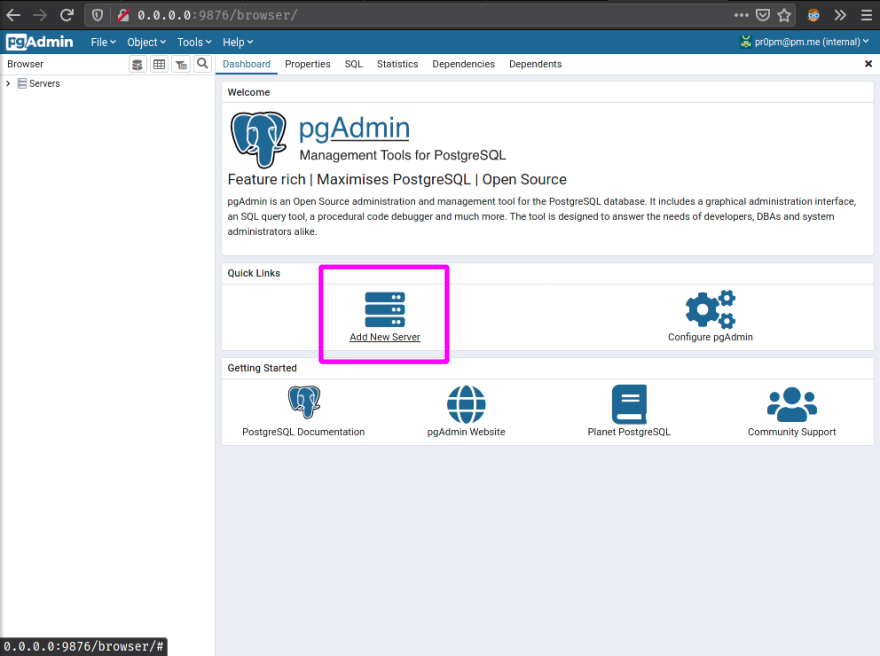 0.0.0.0:9876/browser/
pgAdmin File Object Tools Help pr0pm@pm.me (internal)
Browser
Dashboard Properties SQL Statistics Dependencies Dependents
Servers
Welcome
pgAdmin
Management Tools for PostgreSQL
Feature rich | Maximises PostgreSQL | Open Source
pgAdmin is an Open Source administration and management tool for the PostgreSQL database. It includes a graphical administration interface,
an SQL query tool, a procedural code debugger and much more. The tool is designed to answer the needs of developers, DBAs and system
administrators alike.
Quick Links
Add New Server
Configure pgAdmin
Getting Started
PostgreSQL Documentation
pgAdmin Website
Planet PostgreSQL
Community Support
0.0.0.0:9876/browser/#